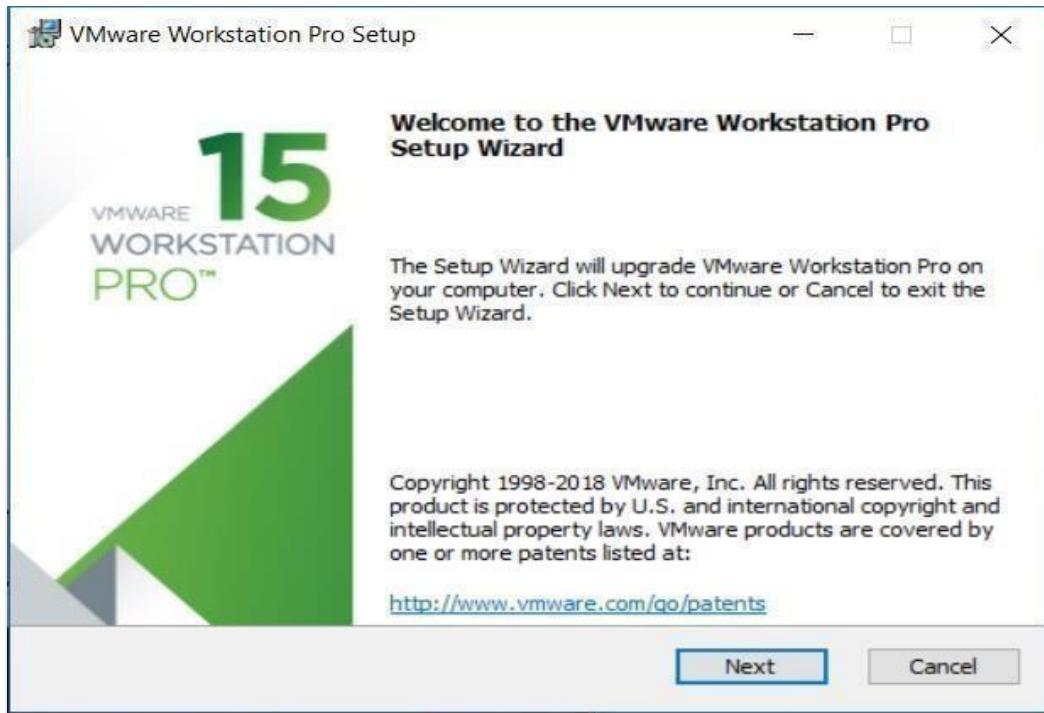 VMware Workstation Pro Setup
15
VMWARE
WORKSTATION
PRO™
Welcome to the VMware Workstation Pro
Setup Wizard
The Setup Wizard will upgrade VMware Workstation Pro on
your computer. Click Next to continue or Cancel to exit the
Setup Wizard.
Copyright 1998-2018 VMware, Inc. All rights reserved. This
product is protected by U.S. and international copyright and
intellectual property laws. VMware products are covered by
one or more patents listed at:
http://www.vmware.com/go/patents
Next
Cancel